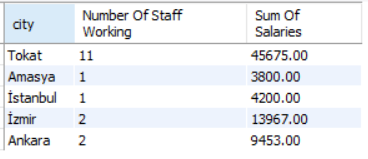 city Number Of Staff Working Sum Of Salaries
Tokat 11 45675.00
Amasya 1 3800.00
İstanbul 1 4200.00
İzmir 2 13967.00
Ankara 2 9453.00